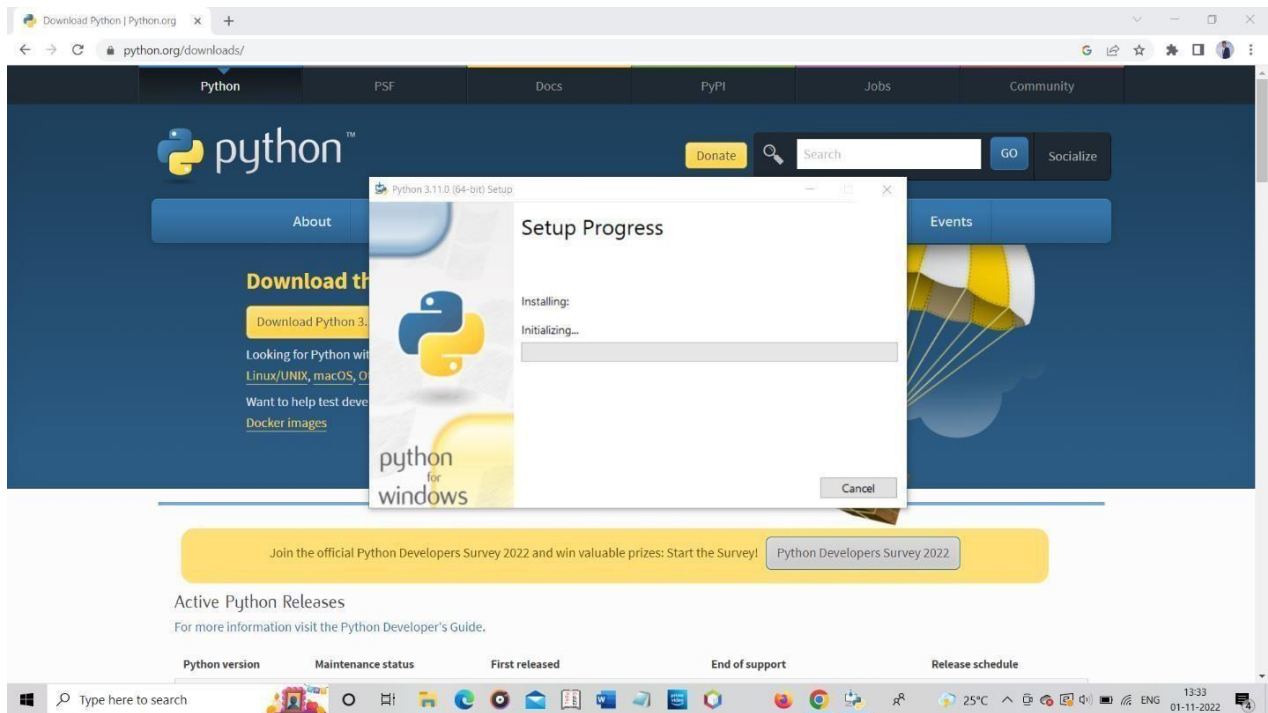 Download Python | Python.org
python.org/downloads/
Python PSF Docs PyPI Jobs Community
python™
Donate Search GO Socialize
Python 3.11.0 (64-bit) Setup
About Events
Setup Progress
Download th
Installing:
Download Python 3.
Initializing...
Looking for Python wit
Linux/UNIX, macOS, O
Want to help test deve
Docker images
python
for
windows
Cancel
Join the official Python Developers Survey 2022 and win valuable prizes: Start the Survey! Python Developers Survey 2022
Active Python Releases
For more information visit the Python Developer's Guide.
Python version Maintenance status First released End of support Release schedule
Type here to search 25°C ENG 13:33
01-11-2022